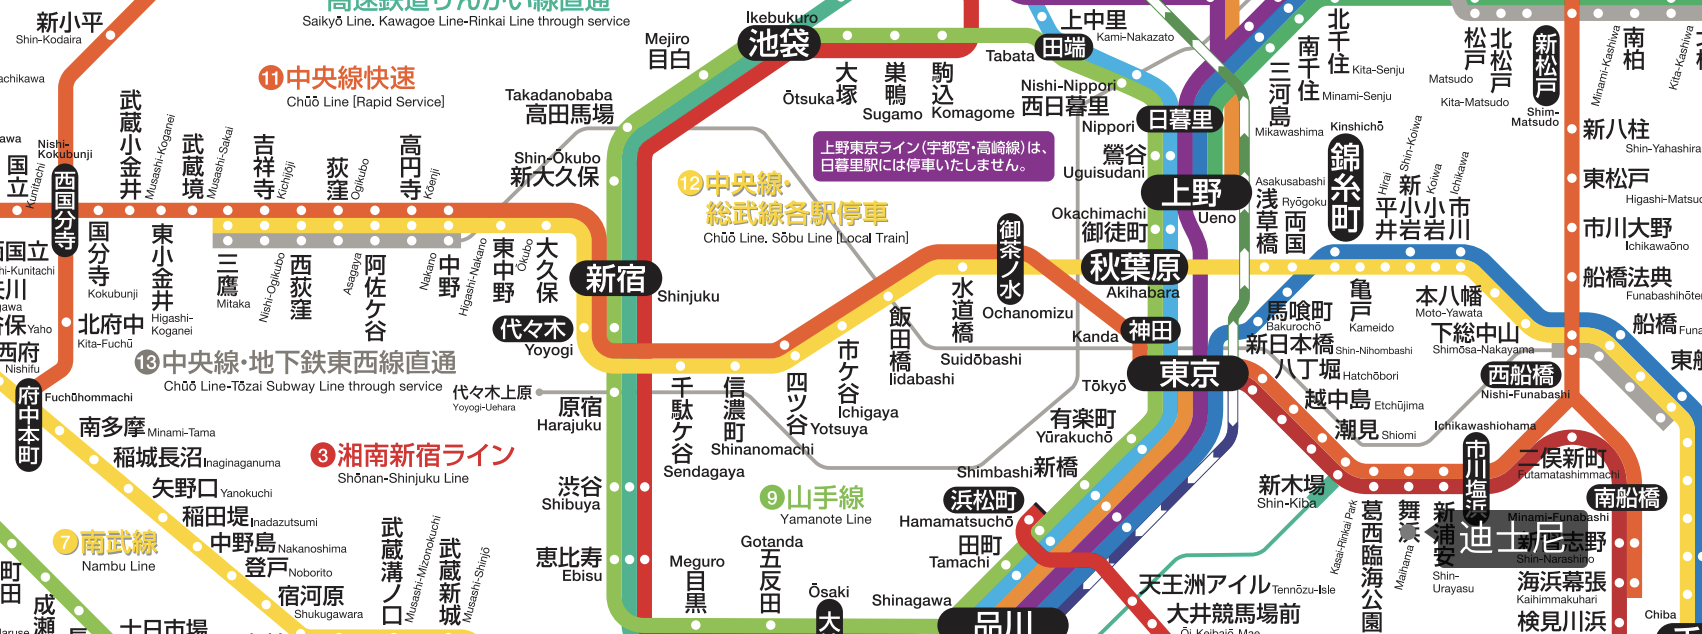 高速鉄道りんかい線直通
Saikyō Line. Kawagoe Line-Rinkai Line through service
新小平
Shin-Kodaira
achikawa
⑪中央線快速
Chūō Line [Rapid Service]
Ikebukuro
池袋
Mejiro
目白
Takadanobaba
高田馬場
Shin-Ōkubo
新大久保
大塚
Ōtsuka
巣鴨
Sugamo
駒込
Komagome
Tabata
田端
上中里
Kami-Nakazato
Nishi-Nippori
西日暮里
Nippori
日暮里
鶯谷
Uguisudani
上野
Ueno
Okachimachi
御徒町
秋葉原
Akihabara
上野東京ライン(宇都宮・高崎線)は、
日暮里駅には停車いたしません。
北千住
Kita-Senju
南千住
Minami-Senju
三河島
Mikawashima
松戸
Matsudo
北松戸
Kita-Matsudo
新松戸
Shim-
Matsudo
Minami-Kashiwa
南柏
Kita-Kashiwa
新八柱
Shin-Yahashira
東松戸
Higashi-Matsud
市川大野
Ichikawaōno
船橋法典
Funabashihōten
船橋
Kinshichō
錦糸町
Asakusabashi
浅草橋
Ryōgoku
両国
Hirai
平井
Shin-Koiwa
新小岩
Koiwa
小岩
Ichikawa
市川
国立
Kunitachi
Nishi-
Kokubunji
西国分寺
武蔵小金井
Musashi-Koganei
武蔵境
Musashi-Sakai
吉祥寺
Kichijōji
荻窪
Ogikubo
高円寺
Kōenji
国分寺
Kokubunji
東小金井
Higashi-
Koganei
三鷹
Mitaka
Nishi-Ogikubo
西荻窪
Asagaya
阿佐ケ谷
Nakano
中野
Higashi-Nakano
東中野
Ōkubo
大久保
新宿
Shinjuku
代々木
Yoyogi
⑫中央線・
総武線各駅停車
Chūō Line. Sōbu Line [Local Train]
御茶ノ水
Ochanomizu
水道橋
Suidōbashi
飯田橋
Iidabashi
市ケ谷
Ichigaya
四ツ谷
Yotsuya
信濃町
Shinanomachi
千駄ケ谷
Sendagaya
Kanda
神田
Tōkyō
東京
馬喰町
Bakurochō
新日本橋
Shin-Nihombashi
八丁堀
Hatchōbori
越中島
Etchūjima
潮見
Shiomi
亀戸
Kameido
本八幡
Moto-Yawata
下総中山
Shimōsa-Nakayama
西船橋
Nishi-Funabashi
国立
hi-Kunitachi
保 Yaho
西府
Nishifu
北府中
Kita-Fuchū
⑬中央線・地下鉄東西線直通
Chūō Line-Tōzai Subway Line through service
代々木上原
Yoyogi-Uehara
Fuchūhommachi
府中本町
南多摩 Minami-Tama
稲城長沼 Inaginaganuma
矢野口 Yanokuchi
稲田堤 Inadazutsumi
中野島 Nakanoshima
登戸 Noborito
宿河原
Shukugawara
武蔵溝ノ口
Musashi-Mizonokuchi
武蔵新城
Musashi-Shinjō
⑦南武線
Nambu Line
③湘南新宿ライン
Shōnan-Shinjuku Line
原宿
Harajuku
渋谷
Shibuya
恵比寿
Ebisu
⑨山手線
Yamanote Line
Meguro
目黒
Gotanda
五反田
Ōsaki
大
有楽町
Yūrakuchō
Shimbashi 新橋
浜松町
Hamamatsuchō
田町
Tamachi
Shinagawa
品川
天王洲アイル Tennōzu-Isle
大井競馬場前
Ōi-Keibajō-Mae
新木場
Shin-Kiba
Kasai-Rinkai Park
葛西臨海公園
舞浜
Maihama
新浦安
Shin-
Urayasu
Ichikawashiohama
市川塩浜
二俣新町
Futamatashimmachi
南船橋
Minami-Funabashi
新習志野
Shin-Narashino
迪士尼
海浜幕張
Kaihimmakuhari
検見川浜
Chiba
町田
成瀬
十日市場